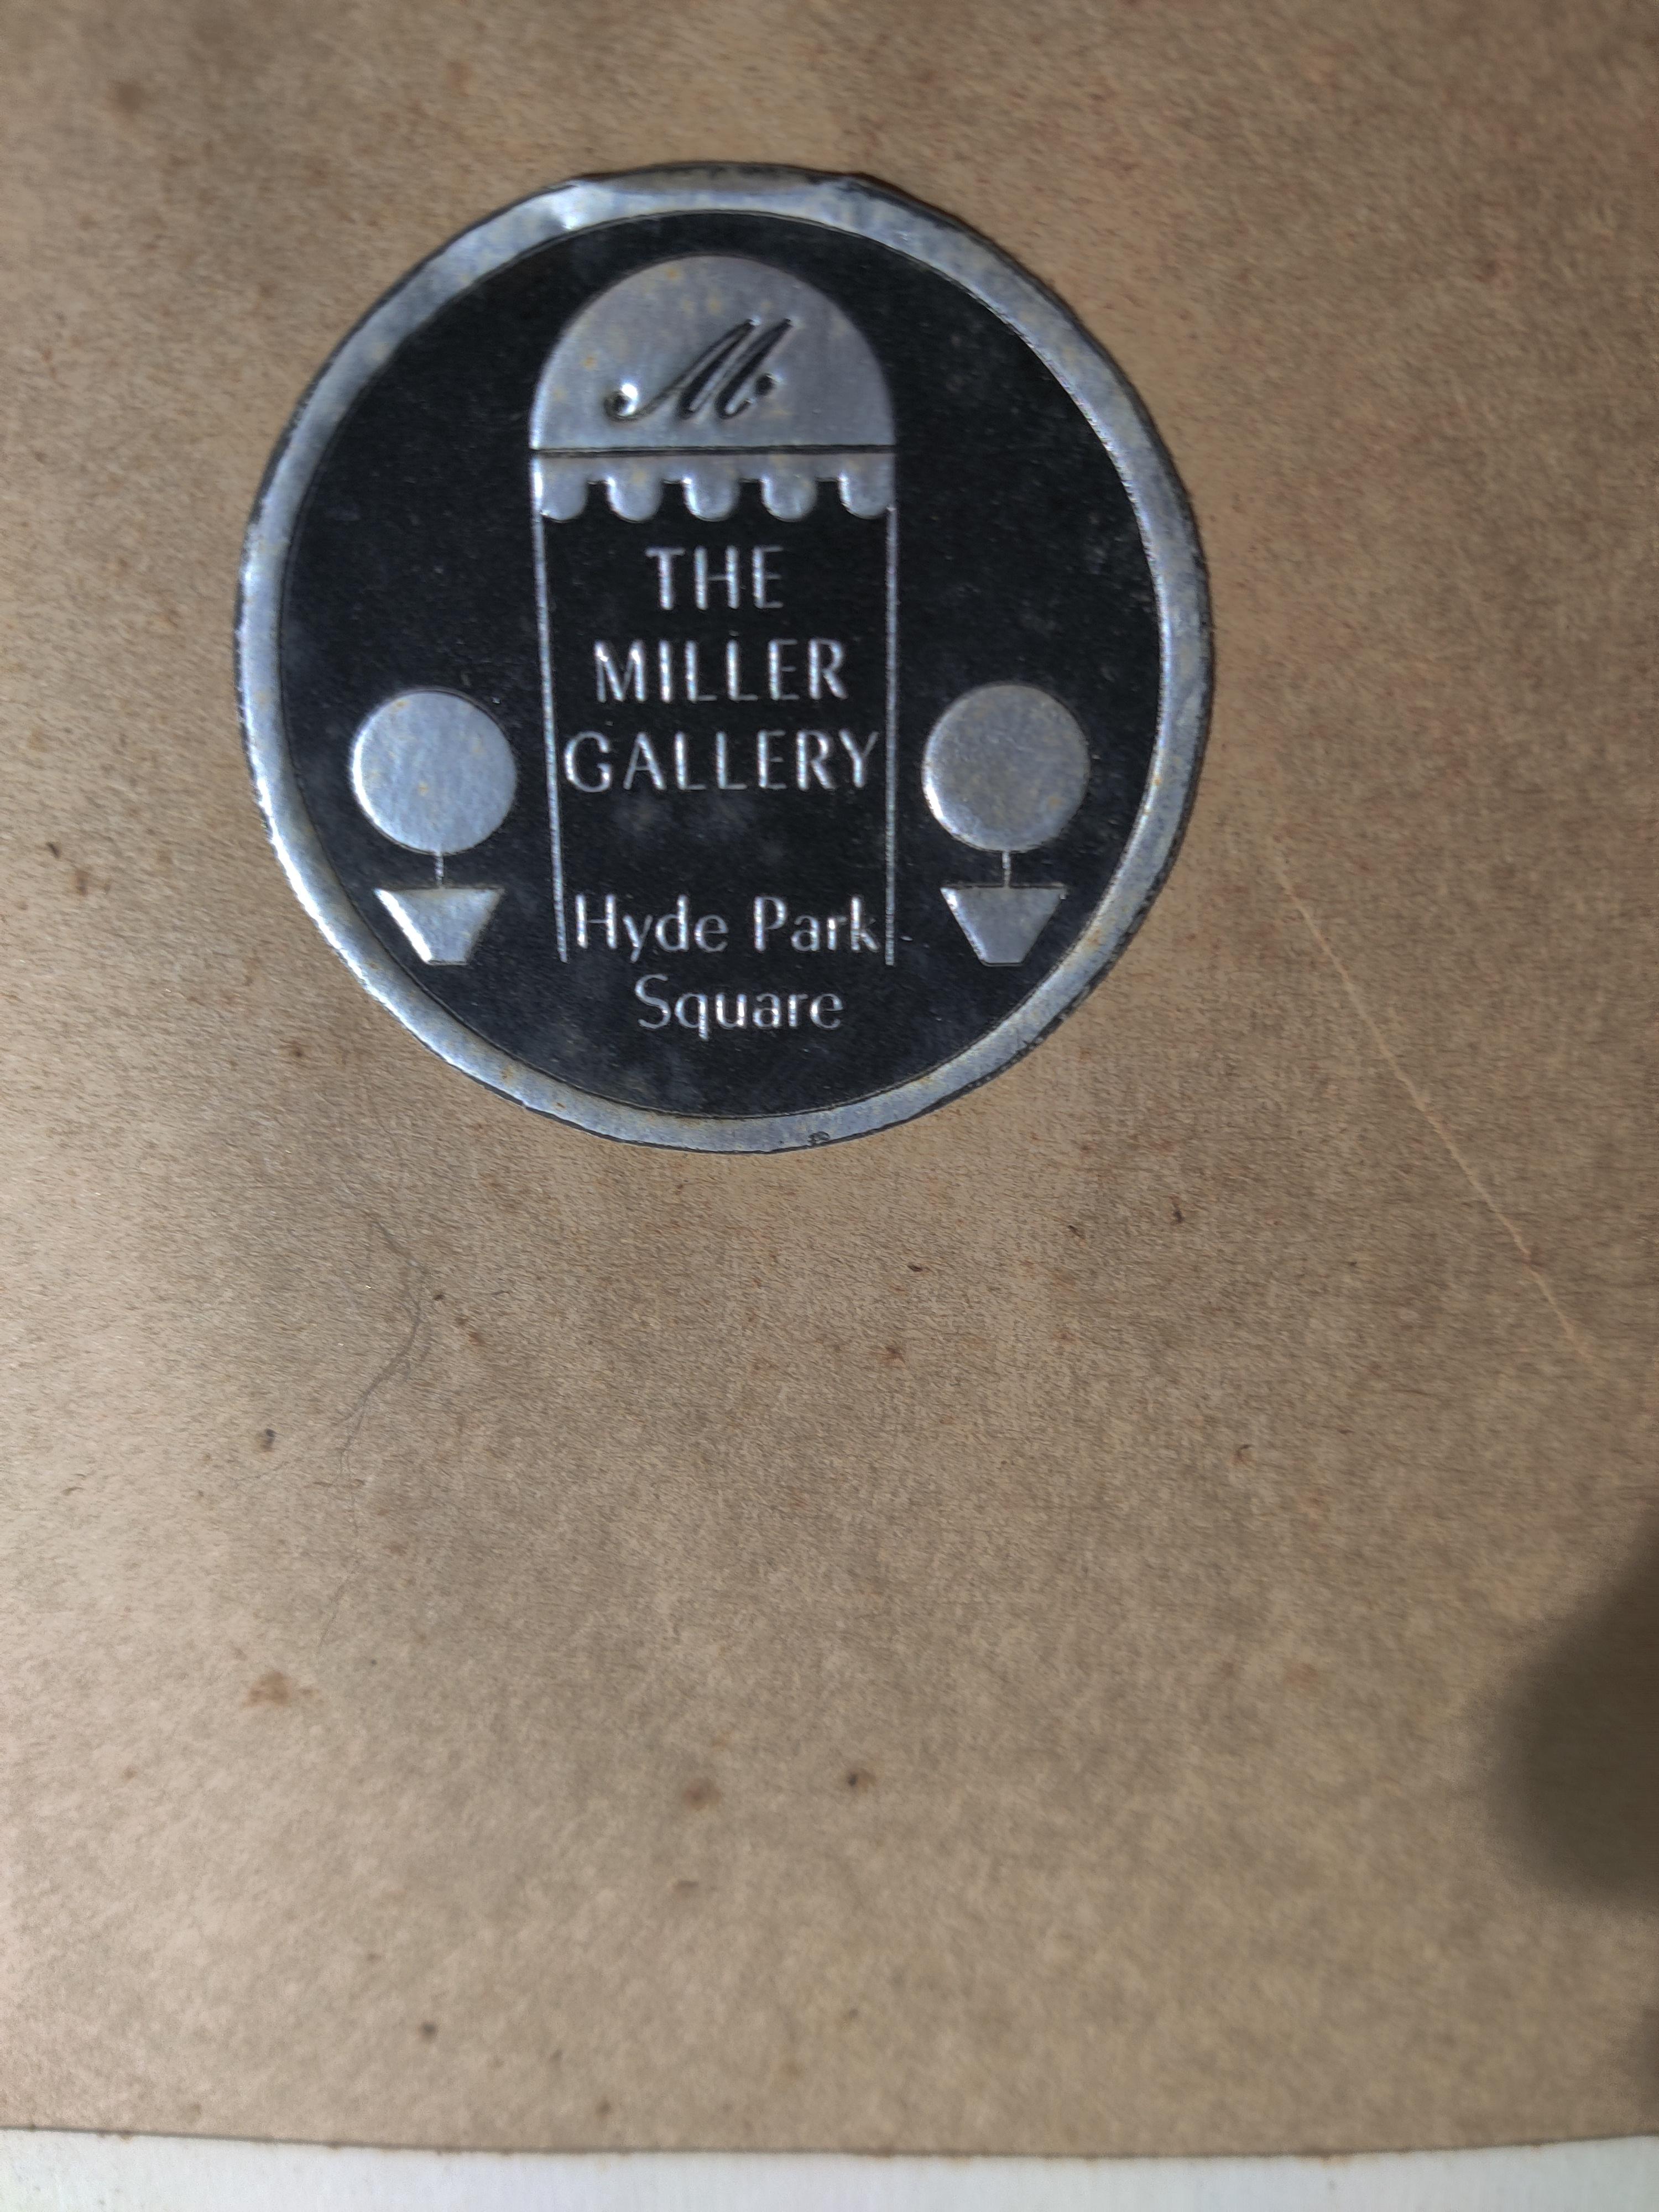 M
THE
MILLER
GALLERY
Hyde Park
Square